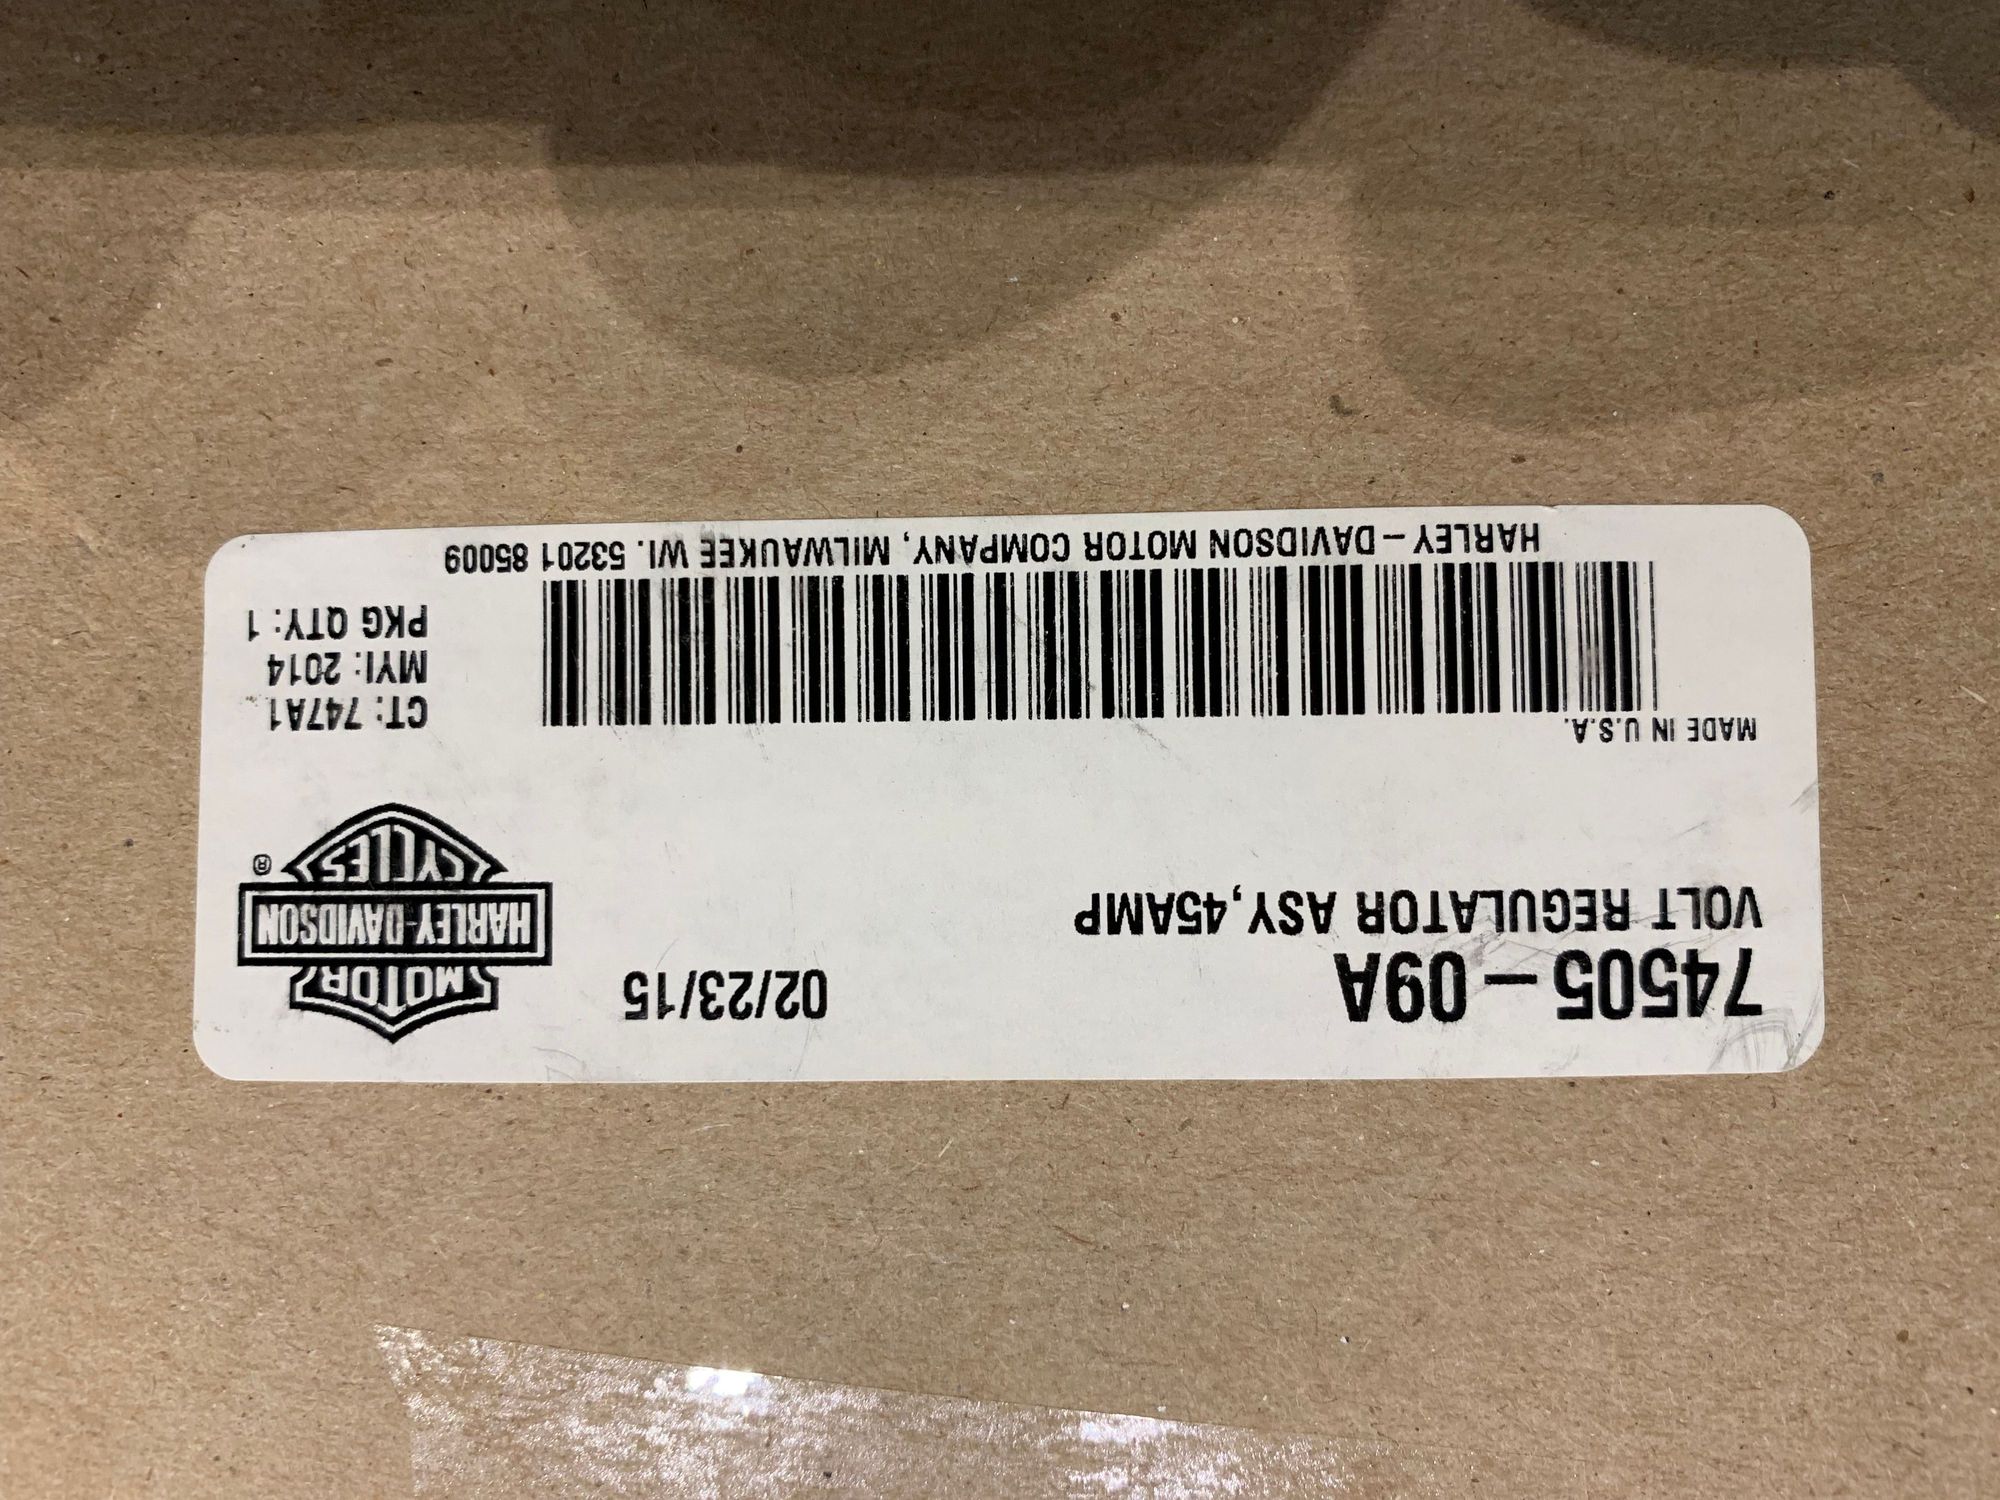 74505-09A
02/23/15
VOLT REGULATOR ASY,45AMP
MOTOR
HARLEY-DAVIDSON
CYCLES
®
MADE IN U.S.A.
CT: 747A1
MYI: 2014
PKG QTY: 1
HARLEY-DAVIDSON MOTOR COMPANY, MILWAUKEE WI. 53201 85009